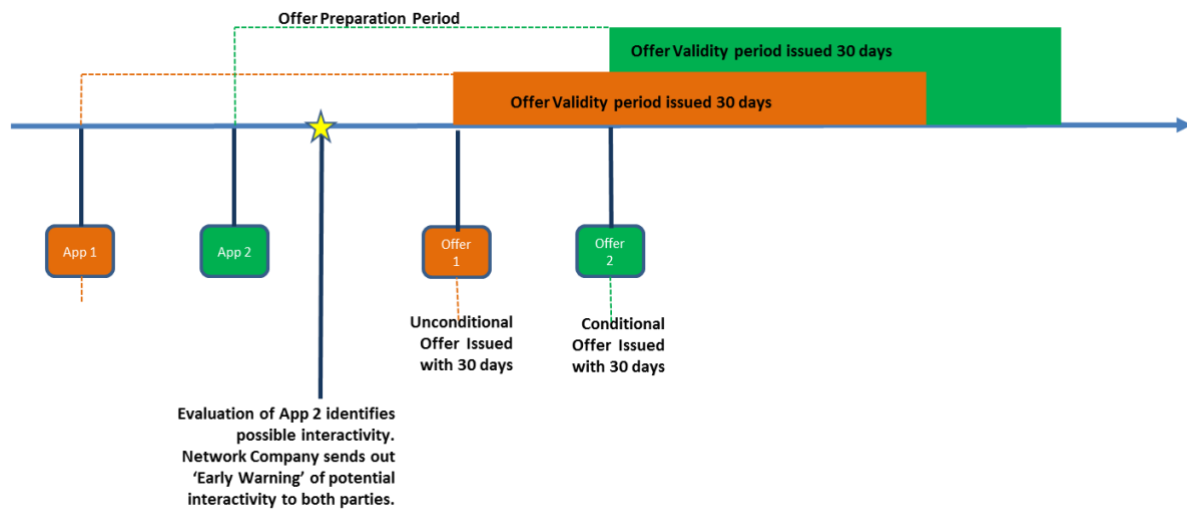 Offer Preparation Period
Offer Validity period issued 30 days
Offer Validity period issued 30 days
App 1
App 2
Offer
1
Offer
2
Unconditional
Offer Issued
with 30 days
Conditional
Offer Issued
with 30 days
Evaluation of App 2 identifies
possible interactivity.
Network Company sends out
‘Early Warning’ of potential
interactivity to both parties.